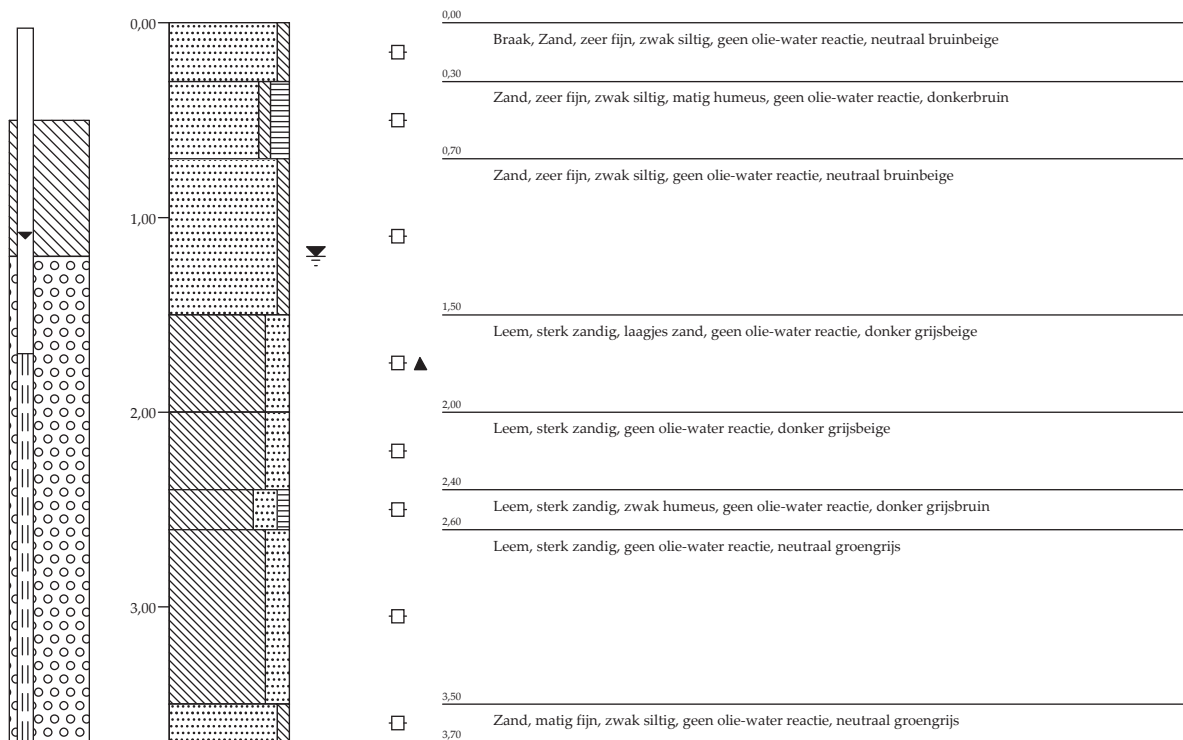 0,00
0,00
Braak, Zand, zeer fijn, zwak siltig, geen olie-water reactie, neutraal bruinbeige
0,30
Zand, zeer fijn, zwak siltig, matig humeus, geen olie-water reactie, donkerbruin
0,70
Zand, zeer fijn, zwak siltig, geen olie-water reactie, neutraal bruinbeige
1,00
1,50
Leem, sterk zandig, laagjes zand, geen olie-water reactie, donker grijsbeige
2,00
2,00
Leem, sterk zandig, geen olie-water reactie, donker grijsbeige
2,40
Leem, sterk zandig, zwak humeus, geen olie-water reactie, donker grijsbruin
2,60
Leem, sterk zandig, geen olie-water reactie, neutraal groengrijs
3,00
3,50
Zand, matig fijn, zwak siltig, geen olie-water reactie, neutraal groengrijs
3,70